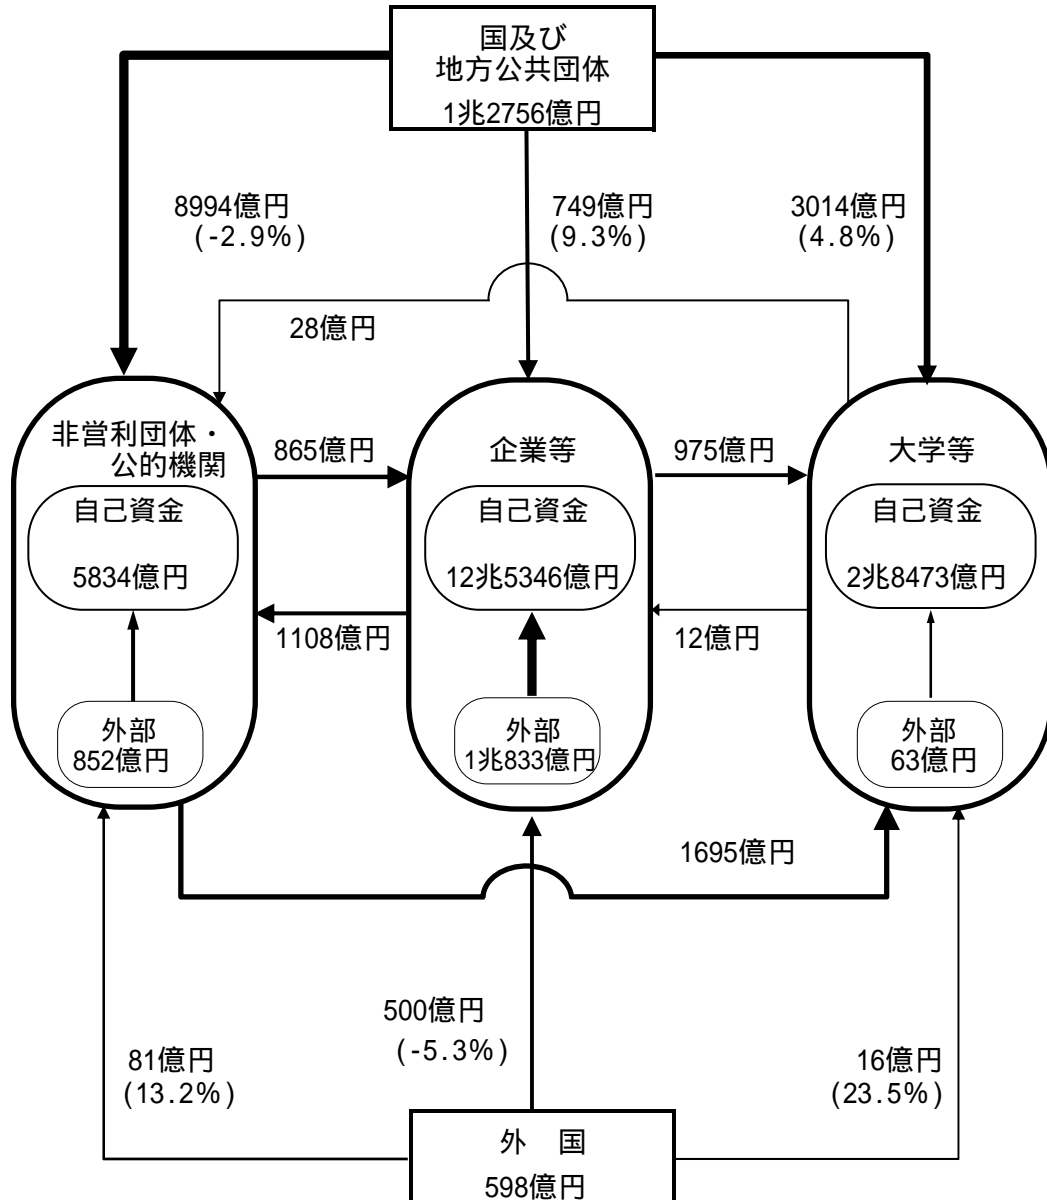 国及び
地方公共団体
1兆2756億円
8994億円
(-2.9%)
749億円
(9.3%)
3014億円
(4.8%)
28億円
非営利団体・
公的機関
865億円
企業等
975億円
大学等
自己資金
5834億円
自己資金
12兆5346億円
自己資金
2兆8473億円
1108億円
12億円
外部
852億円
外部
1兆833億円
外部
63億円
1695億円
500億円
(-5.3%)
81億円
(13.2%)
16億円
(23.5%)
外　国
598億円